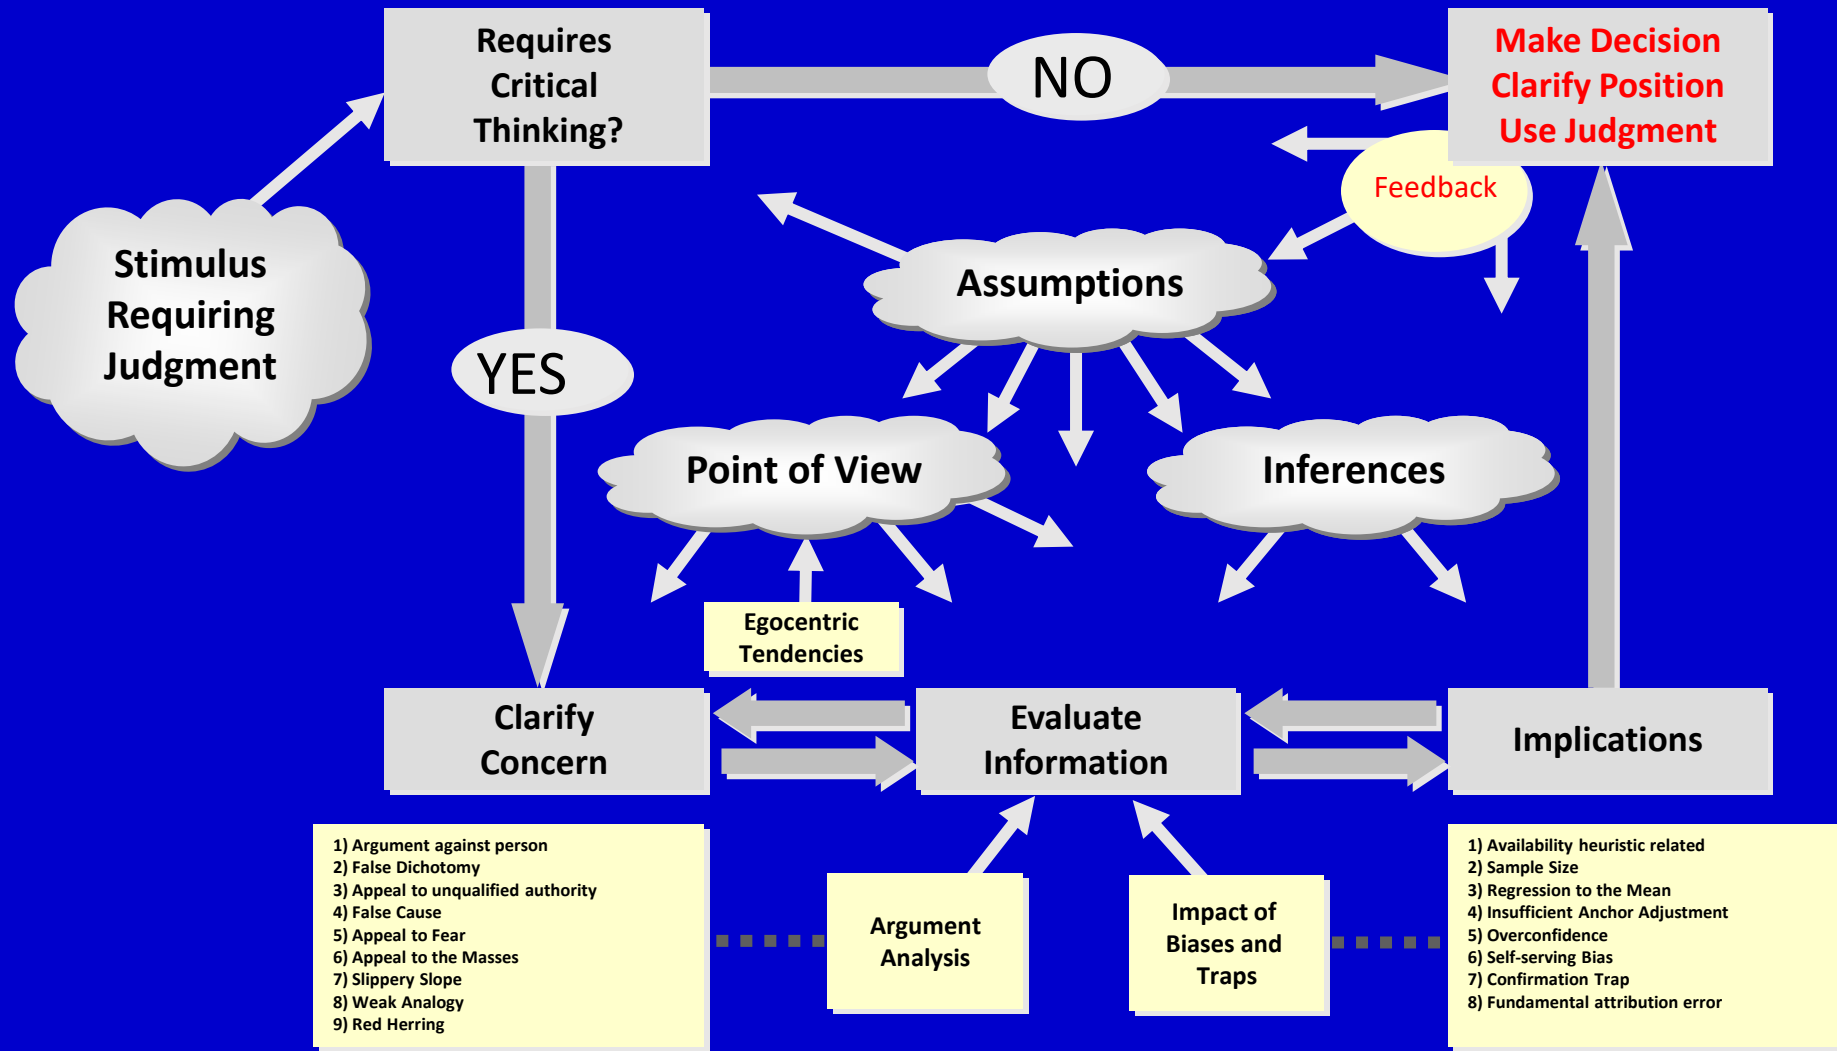 Requires
Critical
Thinking?
NO
Make Decision
Clarify Position
Use Judgment
Feedback
Stimulus
Requiring
Judgment
Assumptions
YES
Point of View
Inferences
Egocentric
Tendencies
Clarify
Concern
Evaluate
Information
Implications
1) Argument against person
2) False Dichotomy
3) Appeal to unqualified authority
4) False Cause
5) Appeal to Fear
6) Appeal to the Masses
7) Slippery Slope
8) Weak Analogy
9) Red Herring
Argument
Analysis
Impact of
Biases and
Traps
1) Availability heuristic related
2) Sample Size
3) Regression to the Mean
4) Insufficient Anchor Adjustment
5) Overconfidence
6) Self-serving Bias
7) Confirmation Trap
8) Fundamental attribution error